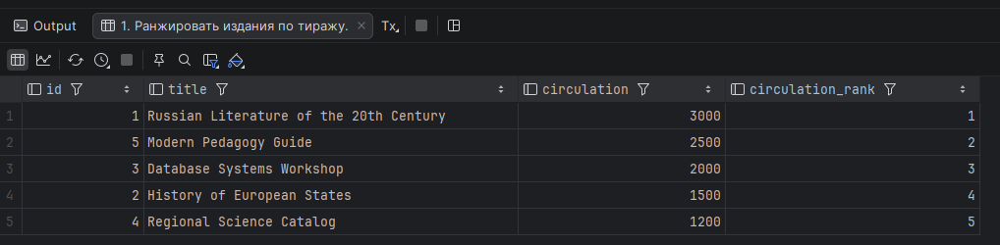 Output 1. Ранжировать издания по тиражу. × Tx
id title circulation circulation_rank
1 1 Russian Literature of the 20th Century 3000 1
2 5 Modern Pedagogy Guide 2500 2
3 3 Database Systems Workshop 2000 3
4 2 History of European States 1500 4
5 4 Regional Science Catalog 1200 5